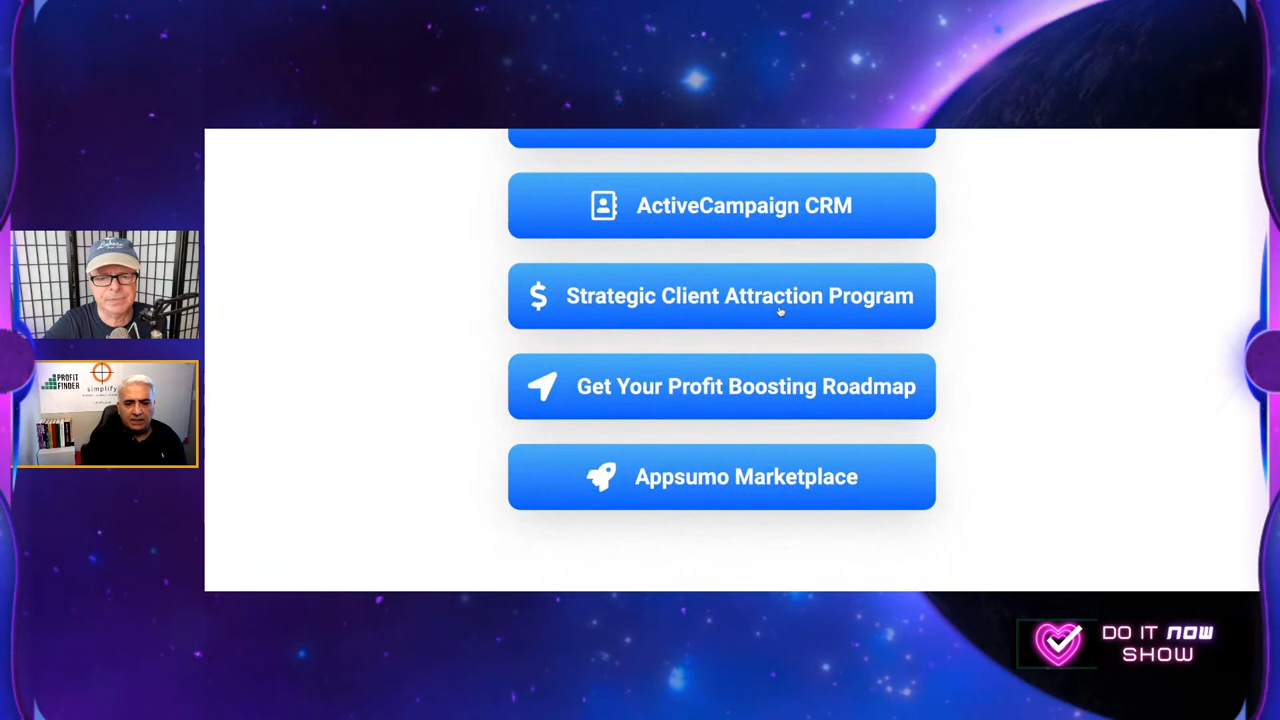 ActiveCampaign CRM
Strategic Client Attraction Program
Get Your Profit Boosting Roadmap
Appsumo Marketplace
PROFIT
FINDER
simplify
DO IT NOW
SHOW